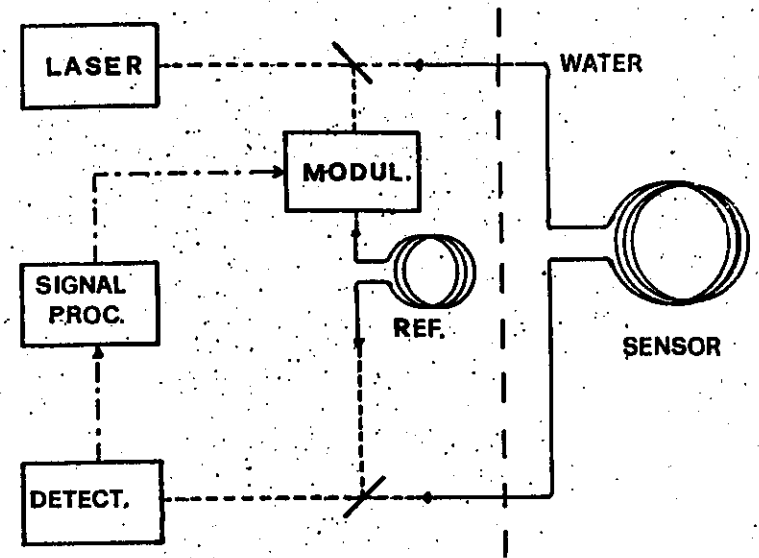 LASER
WATER
MODUL.
SIGNAL
PROC.
REF.
SENSOR
DETECT.